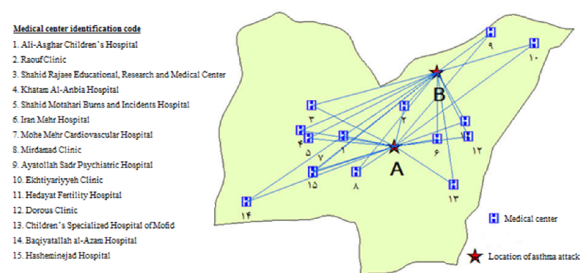 Medical center identification code
1. Ali-Asghar Children's Hospital
2. Raouf Clinic
3. Shahid Rajaee Educational, Research and Medical Center
4. Khatam Al-Anbia Hospital
5. Shahid Motahari Burns and Incidents Hospital
6. Iran Mehr Hospital
7. Mohe Mehr Cardiovascular Hospital
8. Mirdamad Clinic
9. Ayatollah Sadr Psychiatric Hospital
10. Ekhtiyariyyeh Clinic
11. Hedayat Fertility Hospital
12. Dorous Clinic
13. Children's Specialized Hospital of Mofid
14. Baqiyatallah al-Azam Hospital
15. Hasheminejad Hospital
H ۹
H ۱۰
B
H ۳
H ۲
H
H ۴
H ۵
۷
H ۱
A
H ۶
H ۱۲
H ۱۵
H ۸
H ۱۳
H ۱۴
H Medical center
Location of asthma attack